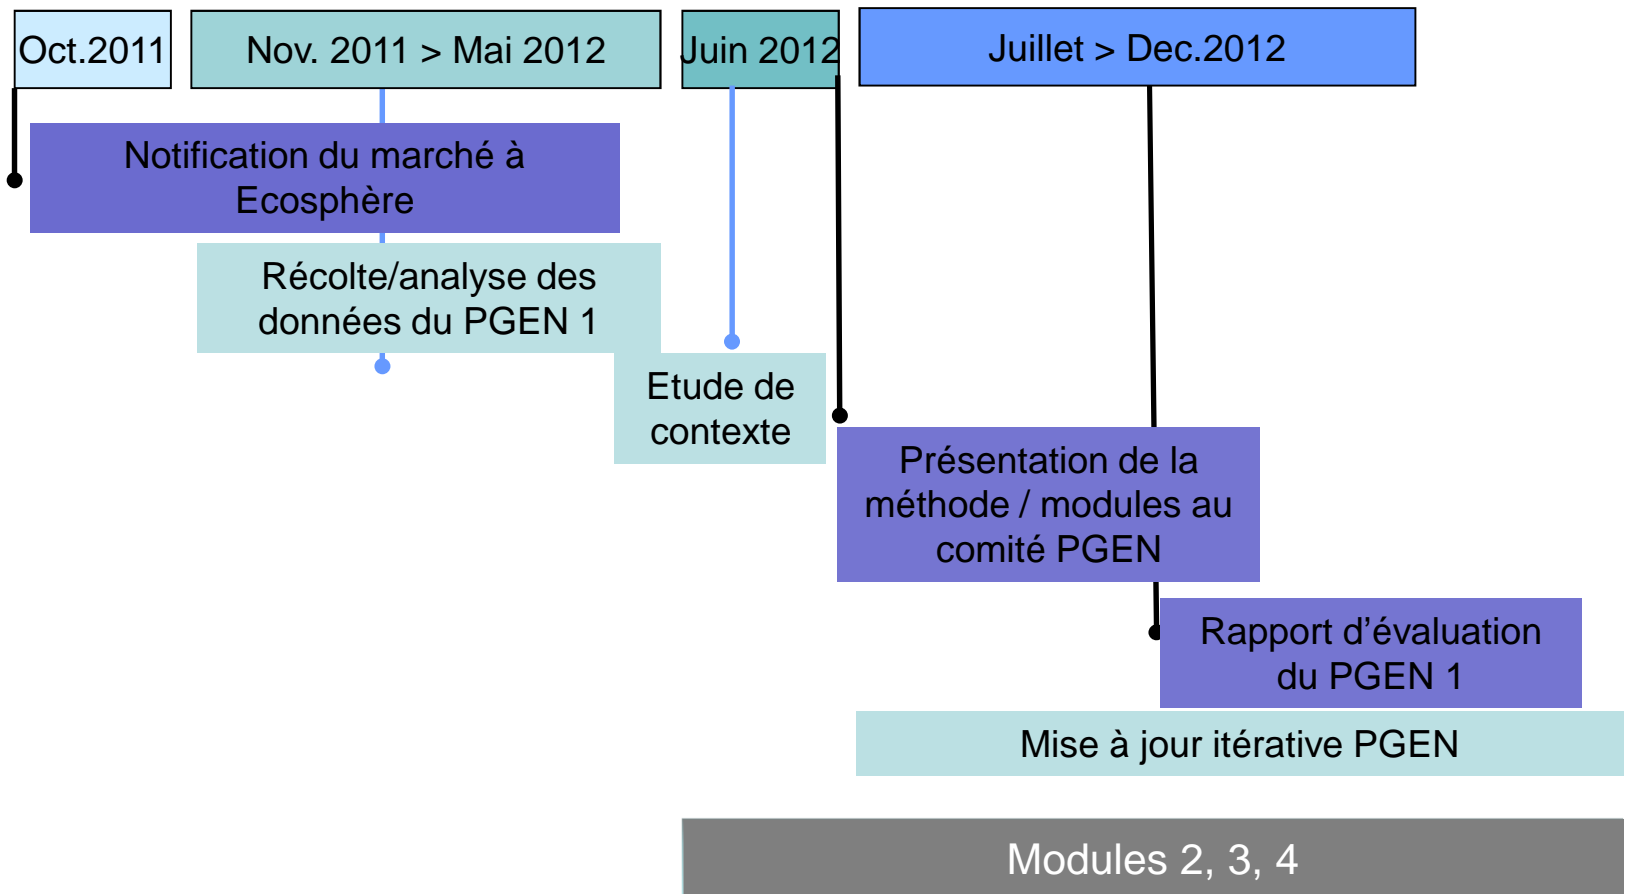 Oct.2011
Nov. 2011 > Mai 2012
Juin 2012
Juillet > Dec.2012
Notification du marché à
Ecosphère
Récolte/analyse des
données du PGEN 1
Etude de
contexte
Présentation de la
méthode / modules au
comité PGEN
Rapport d’évaluation
du PGEN 1
Mise à jour itérative PGEN
Modules 2, 3, 4